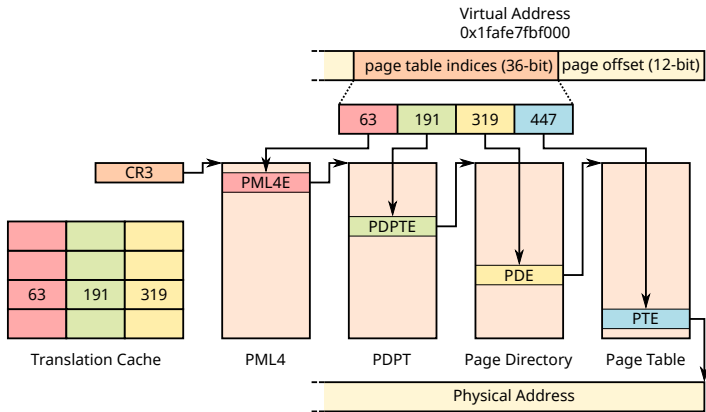 Virtual Address
0x1fafe7fbf000
page table indices (36-bit) page offset (12-bit)
63 191 319 447
CR3
PML4E
PDPTE
PDE
PTE
63 191 319
Translation Cache PML4 PDPT Page Directory Page Table
Physical Address